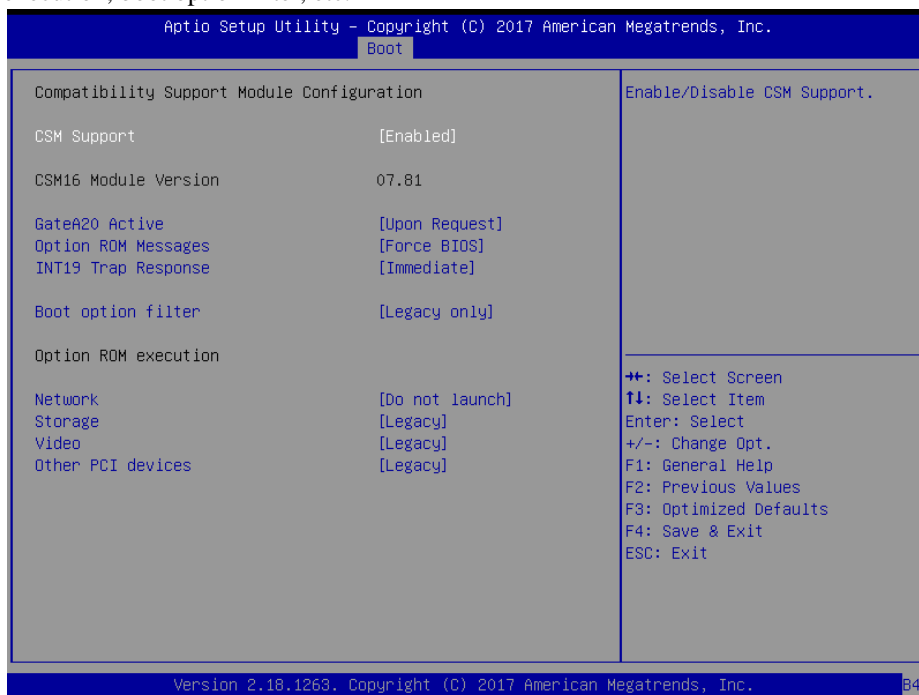 Aptio Setup Utility – Copyright (C) 2017 American Megatrends, Inc.
Boot
Compatibility Support Module Configuration
Enable/Disable CSM Support.
CSM Support [Enabled]
CSM16 Module Version 07.81
GateA20 Active [Upon Request]
Option ROM Messages [Force BIOS]
INT19 Trap Response [Immediate]
Boot option filter [Legacy only]
Option ROM execution
Network [Do not launch]
Storage [Legacy]
Video [Legacy]
Other PCI devices [Legacy]
→←: Select Screen
↑↓: Select Item
Enter: Select
+/-: Change Opt.
F1: General Help
F2: Previous Values
F3: Optimized Defaults
F4: Save & Exit
ESC: Exit
Version 2.18.1263. Copyright (C) 2017 American Megatrends, Inc.
B4